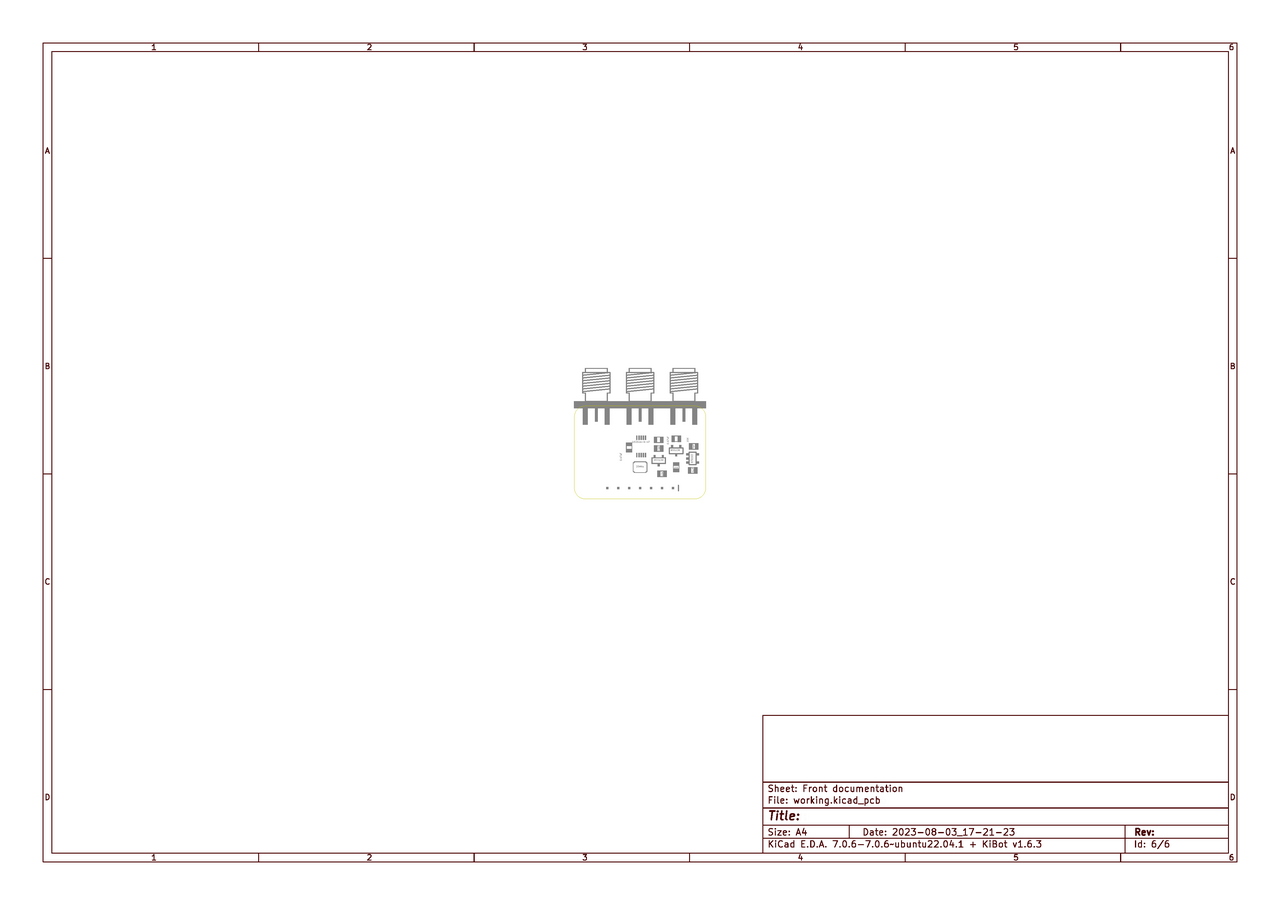 1 2 3 4 5 6
A A
B B
C C
D D
Sheet: Front documentation
File: working.kicad_pcb
Title:
Size: A4 Date: 2023-08-03_17-21-23 Rev:
KiCad E.D.A. 7.0.6-7.0.6~ubuntu22.04.1 + KiBot v1.6.3 Id: 6/6
1 2 3 4 5 6